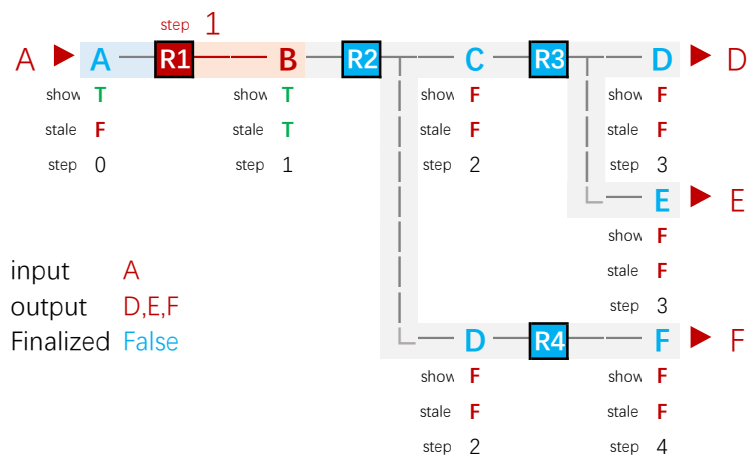 step 1
A A R1 B R2 C R3 D D
show T show T show F show F
stale F stale T stale F stale F
step 0 step 1 step 2 step 3
E E
show F
input A stale F
output D,E,F step 3
Finalized False D R4 F F
show F show F
stale F stale F
step 2 step 4